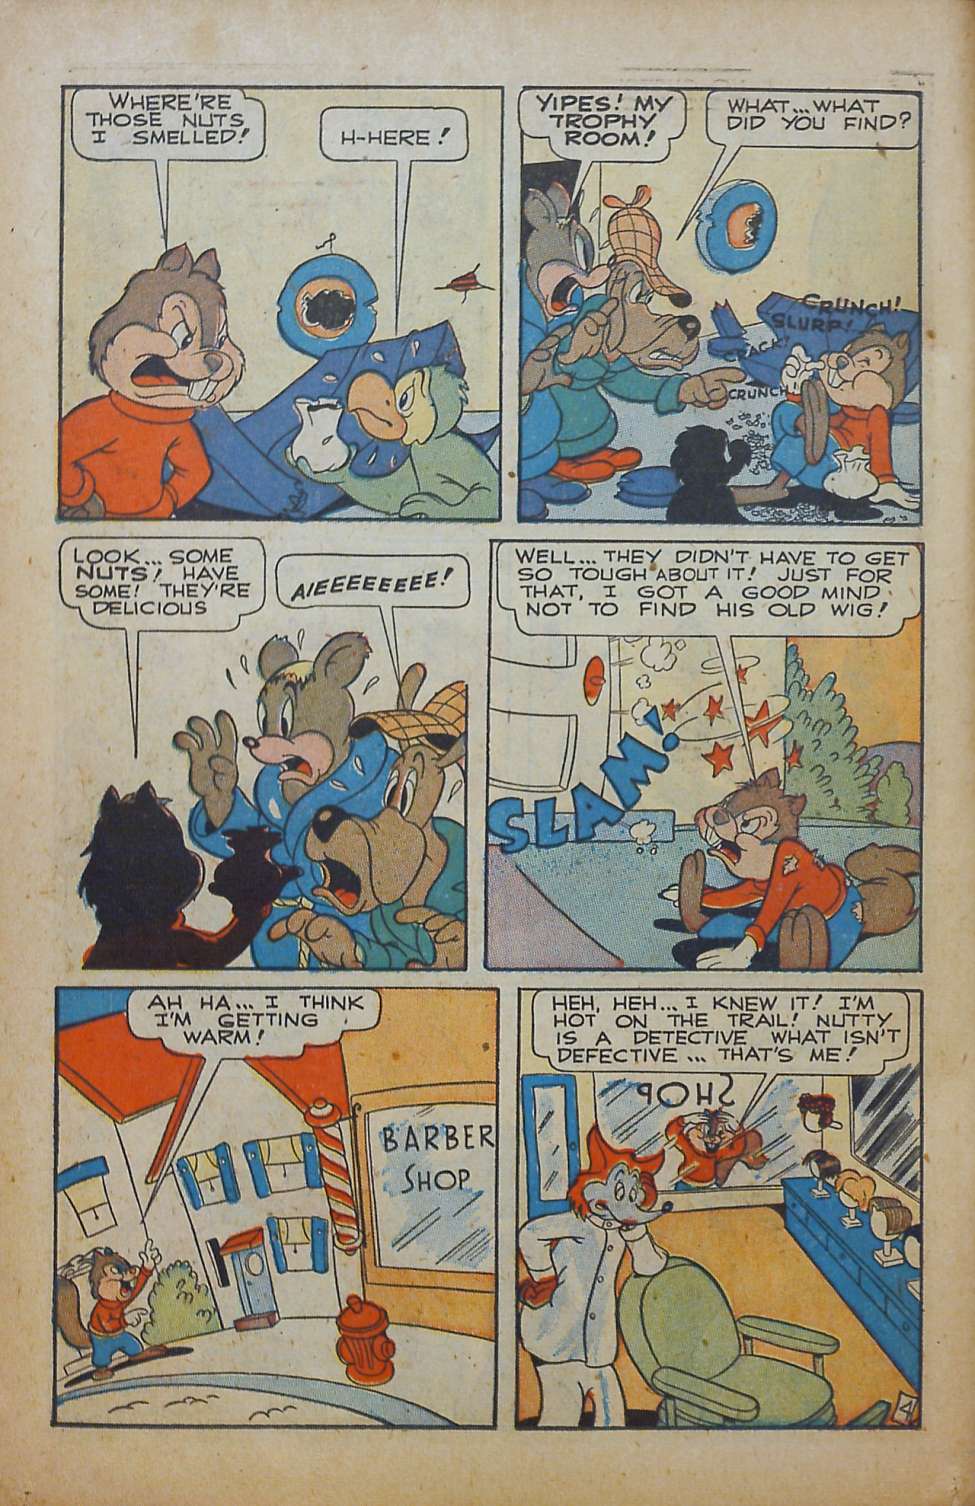 WHERE'RE
THOSE NUTS
I SMELLED!
H-HERE!
YIPES! MY
TROPHY
ROOM!
WHAT... WHAT
DID YOU FIND?
CRUNCH!
SLURP!
CRACK!
CRUNCH
LOOK... SOME
NUTS! HAVE
SOME! THEY'RE
DELICIOUS
AIEEEEEEEE!
WELL... THEY DIDN'T HAVE TO GET
SO TOUGH ABOUT IT! JUST FOR
THAT, I GOT A GOOD MIND
NOT TO FIND HIS OLD WIG!
SLAM!
AH HA... I THINK
I'M GETTING
WARM!
BARBER
SHOP
HEH, HEH... I KNEW IT! I'M
HOT ON THE TRAIL! NUTTY
IS A DETECTIVE WHAT ISN'T
DEFECTIVE... THAT'S ME!
SHOP
4